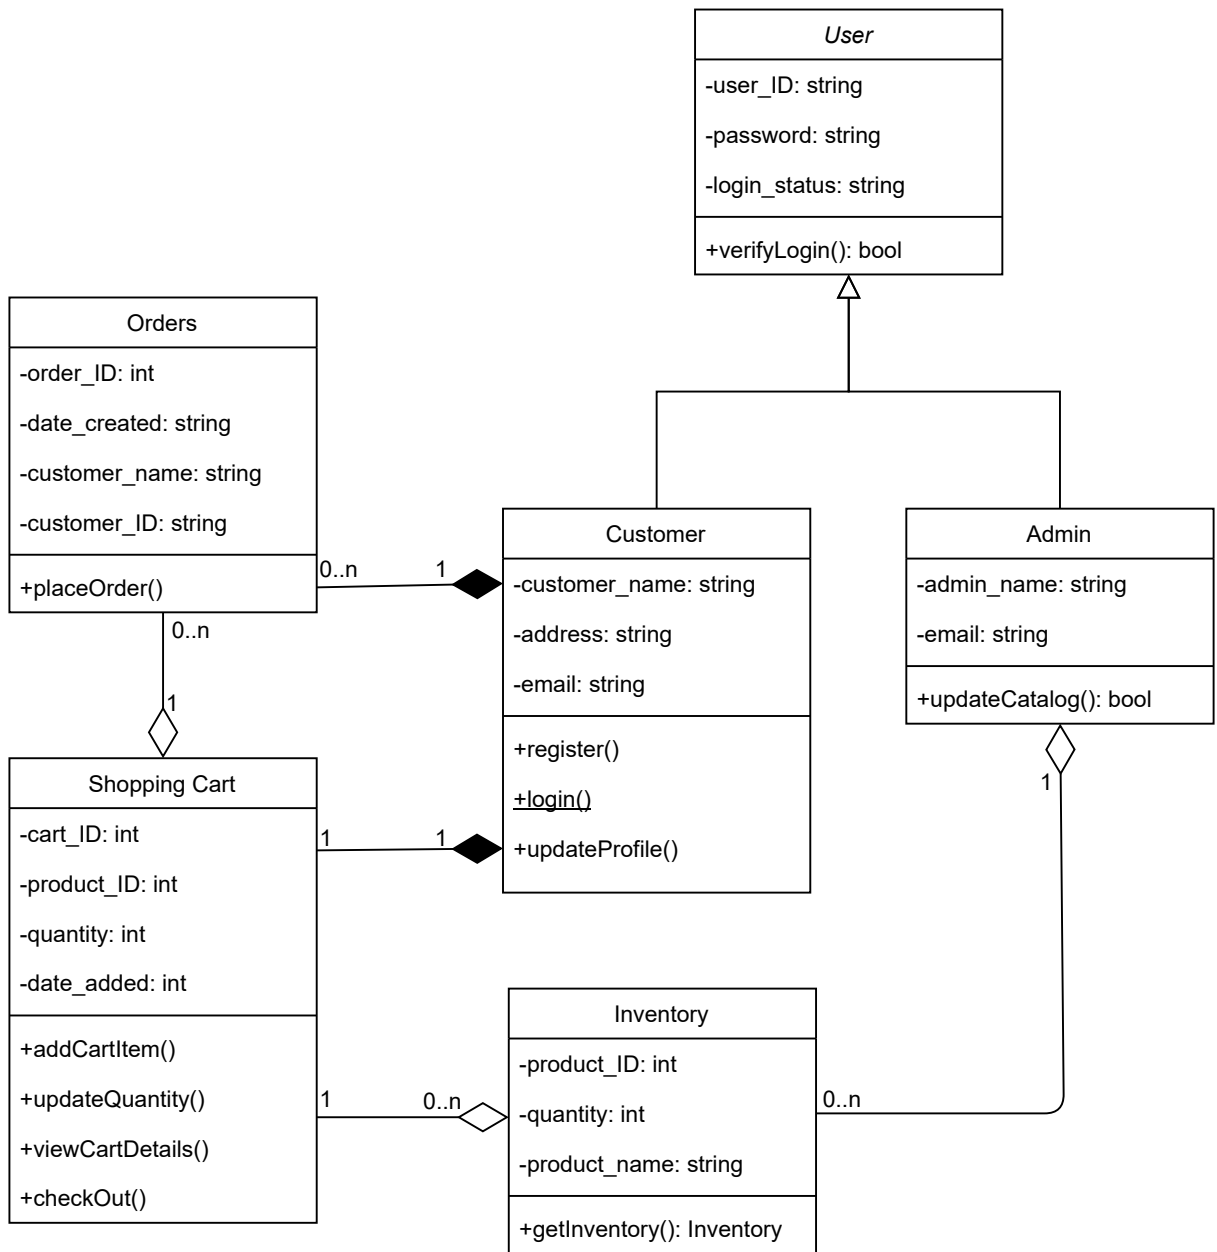 User
-user_ID: string
-password: string
-login_status: string
+verifyLogin(): bool
Orders
-order_ID: int
-date_created: string
-customer_name: string
-customer_ID: string
+placeOrder()
0..n
1
0..n
1
Customer
-customer_name: string
-address: string
-email: string
+register()
+login()
+updateProfile()
Admin
-admin_name: string
-email: string
+updateCatalog(): bool
1
Shopping Cart
-cart_ID: int
-product_ID: int
-quantity: int
-date_added: int
+addCartItem()
+updateQuantity()
+viewCartDetails()
+checkOut()
1
1
1
0..n
Inventory
-product_ID: int
-quantity: int
-product_name: string
+getInventory(): Inventory
0..n